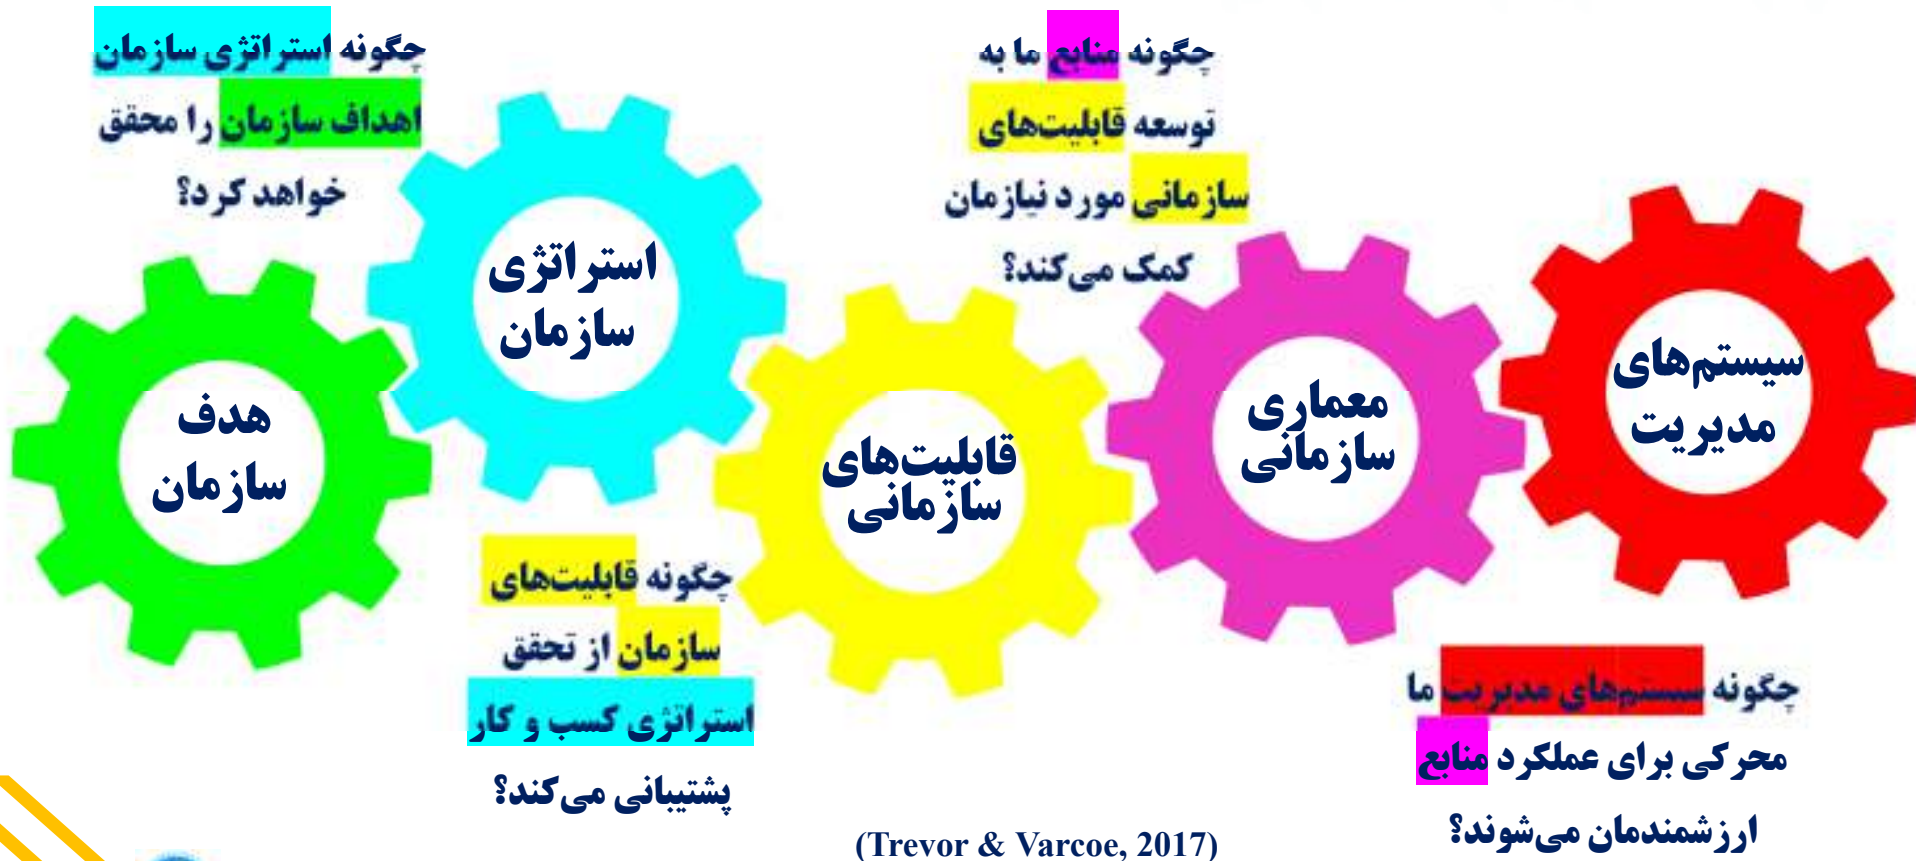 چگونه استراتژی سازمان
اهداف سازمان را محقق
خواهد کرد؟
چگونه منابع ما به
توسعه قابلیت‌های
سازمانی مورد نیازمان
کمک می‌کند؟
هدف
سازمان
استراتژی
سازمان
قابلیت‌های
سازمانی
معماری
سازمانی
سیستم‌های
مدیریت
چگونه قابلیت‌های
سازمان از تحقق
استراتژی کسب و کار
پشتیبانی می‌کند؟
چگونه سیستم‌های مدیریت ما
محرکی برای عملکرد منابع
ارزشمندمان می‌شوند؟
(Trevor & Varcoe, 2017)